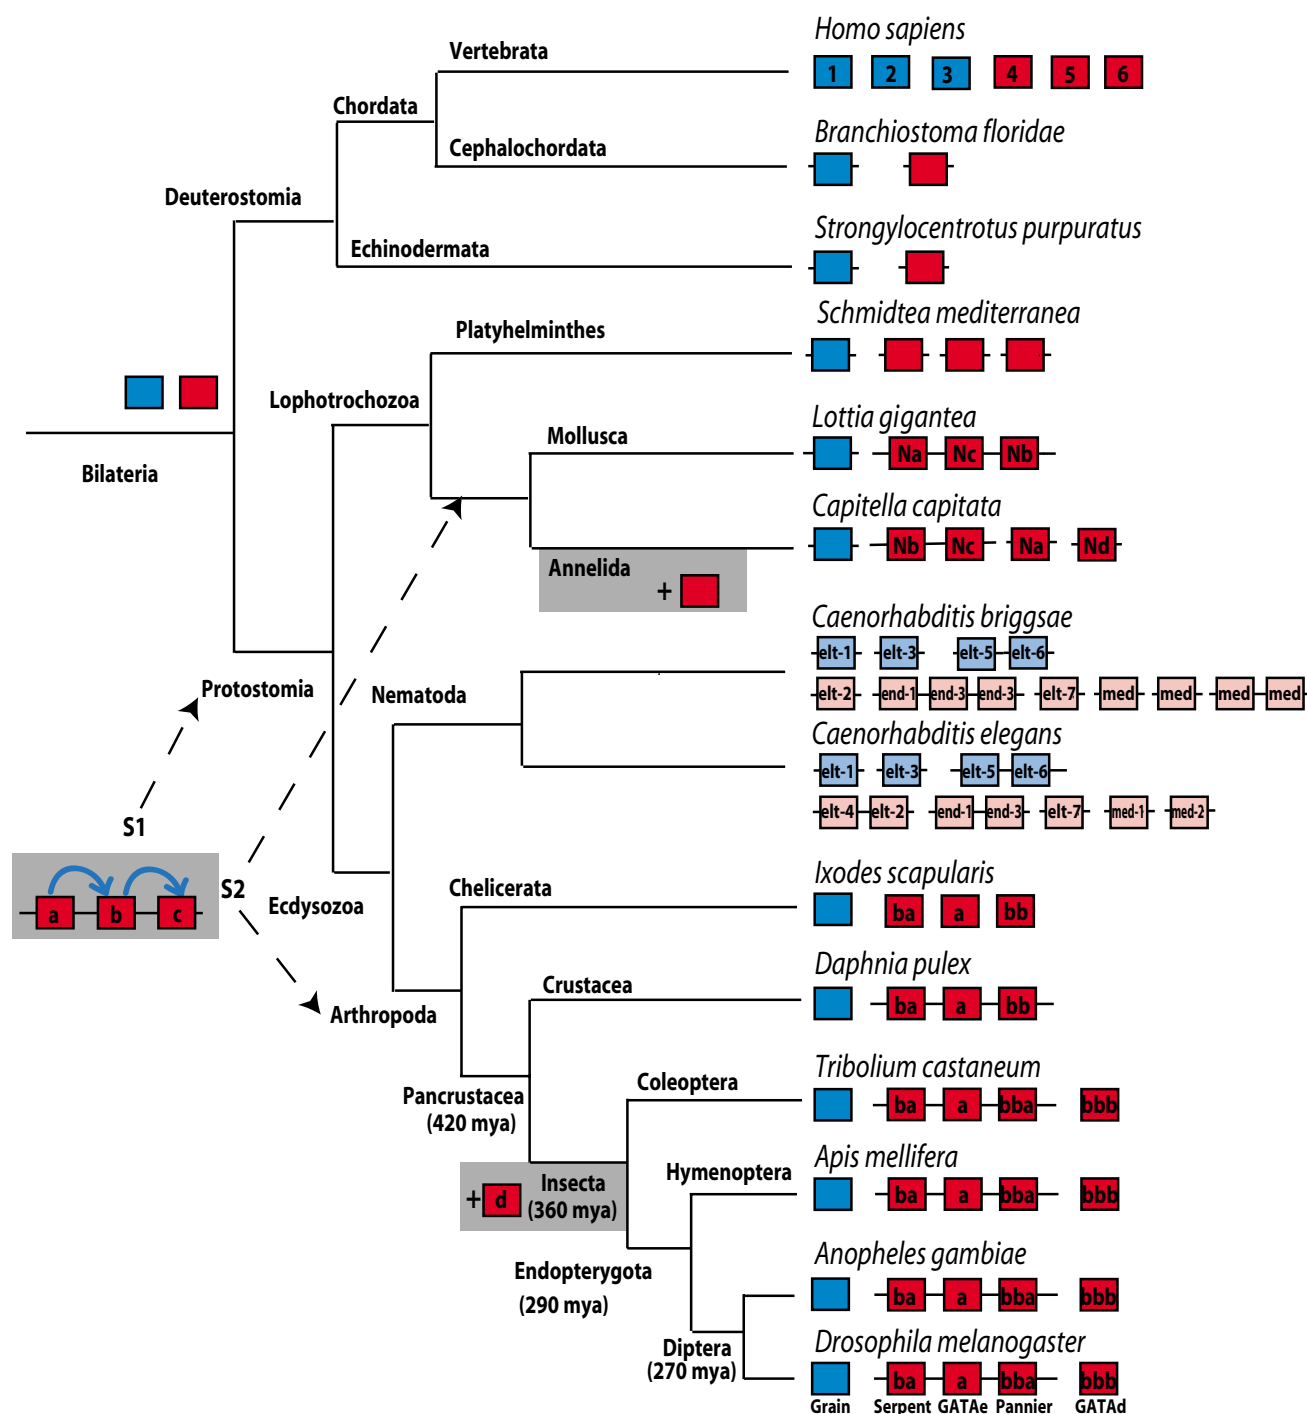 Homo sapiens
Vertebrata
1 2 3 4 5 6
Chordata
Branchiostoma floridae
Cephalochordata
Deuterostomia
Strongylocentrotus purpuratus
Echinodermata
Schmidtea mediterranea
Platyhelminthes
Lophotrochozoa
Lottia gigantea
Mollusca
Na Nc Nb
Bilateria
Capitella capitata
Nb Nc Na Nd
Annelida
+
Caenorhabditis briggsae
elt-1 elt-3 elt-5 elt-6
Protostomia
Nematoda
elt-2 end-1 end-3 end-3 elt-7 med med med med
Caenorhabditis elegans
elt-1 elt-3 elt-5 elt-6
elt-4 elt-2 end-1 end-3 elt-7 med-1 med-2
S1
S2
a b c
Ecdysozoa
Ixodes scapularis
Chelicerata
ba a bb
Daphnia pulex
Crustacea
ba a bb
Arthropoda
Tribolium castaneum
Coleoptera
ba a bba bbb
Pancrustacea
(420 mya)
Apis mellifera
Hymenoptera
ba a bba bbb
+ d Insecta
(360 mya)
Anopheles gambiae
Endopterygota
(290 mya)
ba a bba bbb
Drosophila melanogaster
Diptera
(270 mya)
ba a bba bbb
Grain Serpent GATAe Pannier GATAd